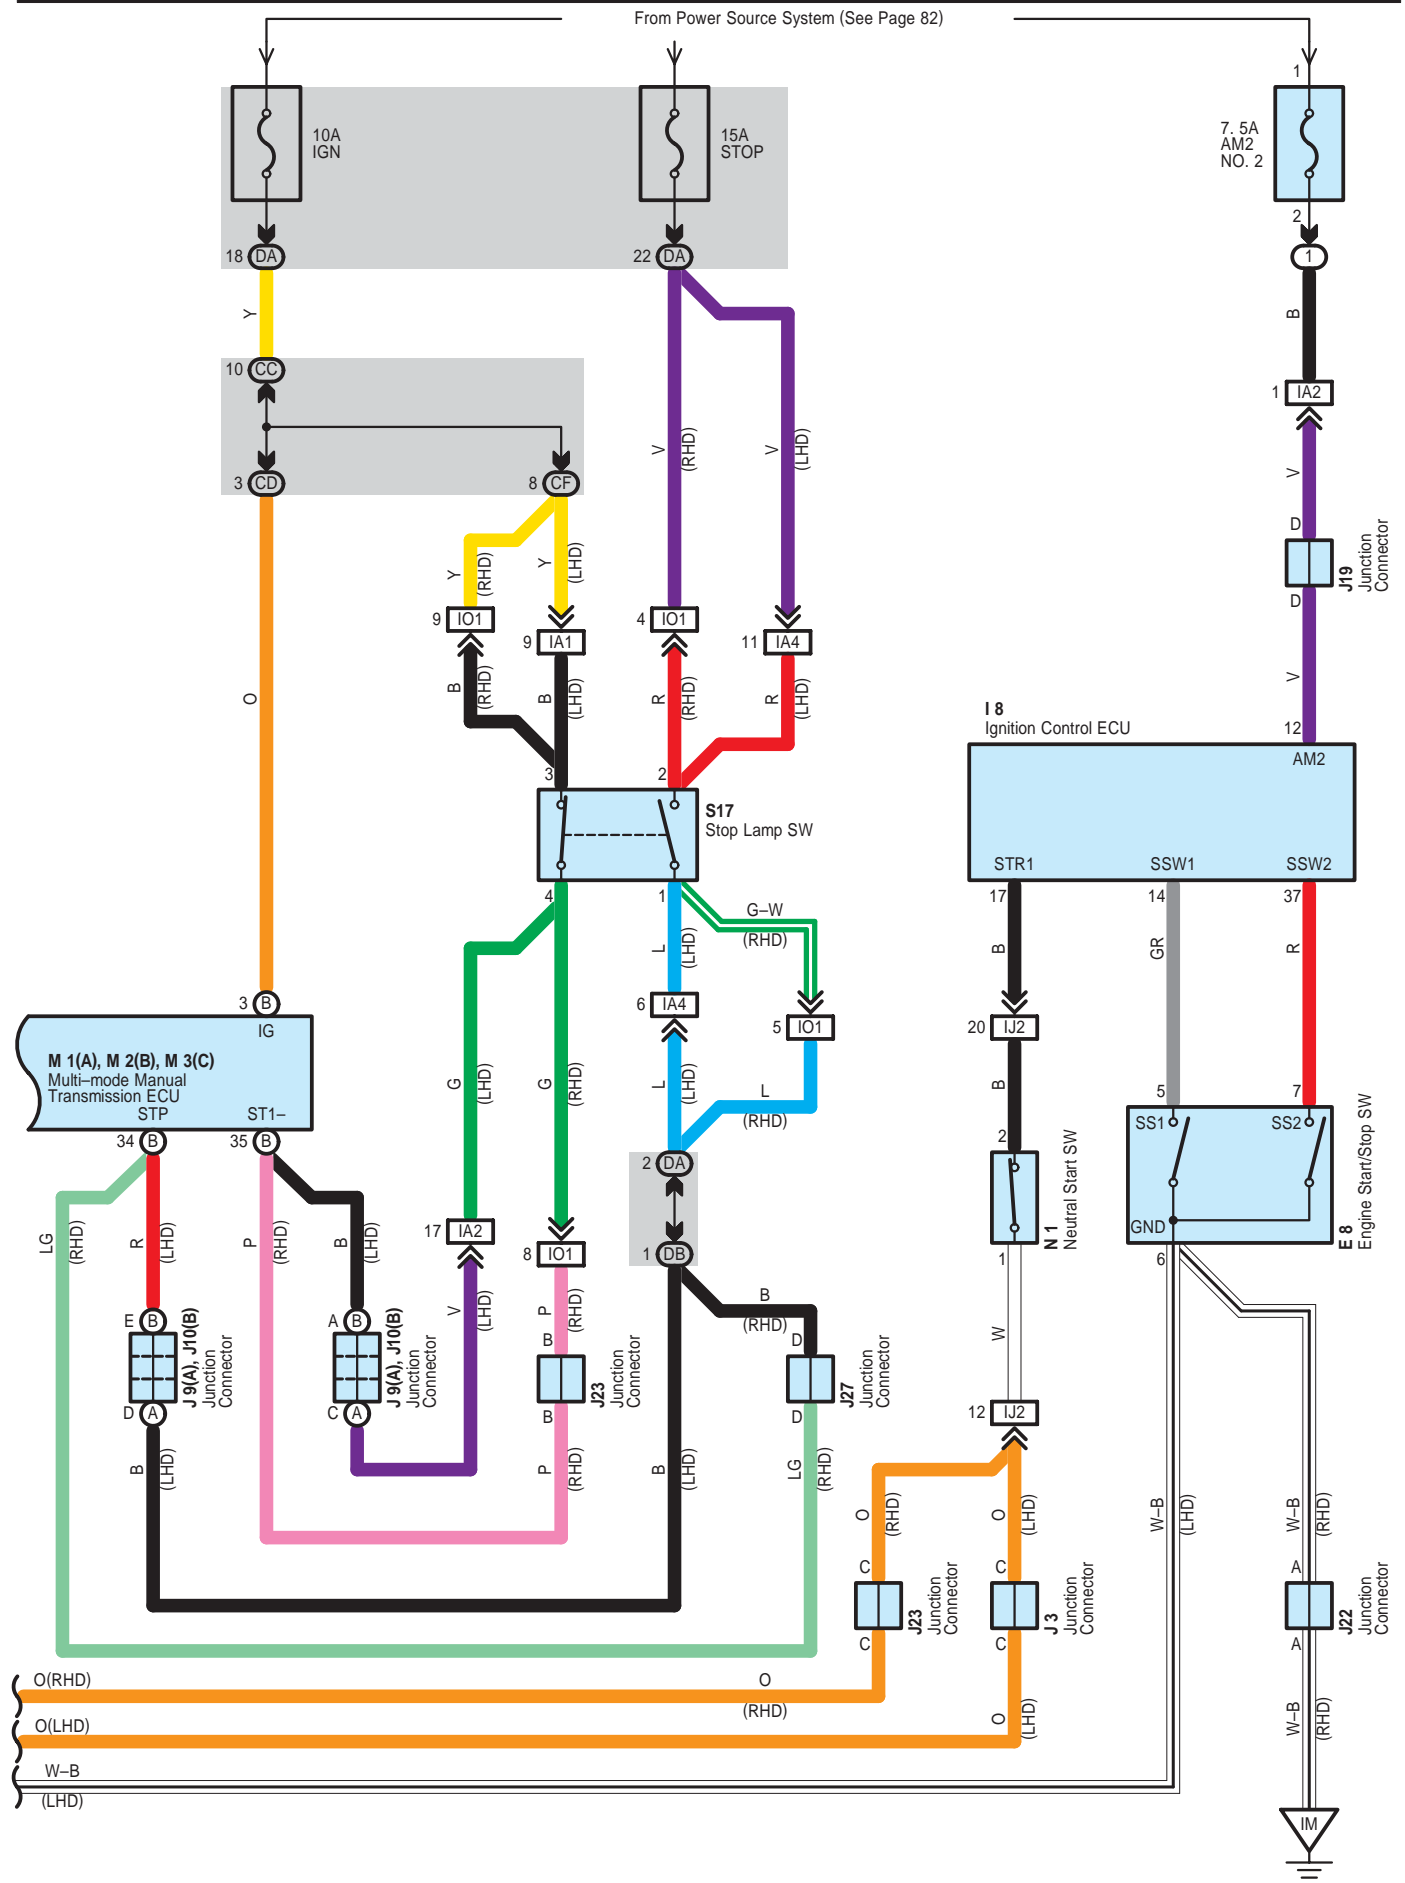 From Power Source System (See Page 82)
1
10A
IGN
15A
STOP
7. 5A
AM2
NO. 2
2
18 DA
22 DA
1
Y
B
10 CC
1 IA2
V
(RHD)
V
(LHD)
V
3 CD
8 CF
D
J19
Junction
Connector
D
Y
(RHD)
Y
(LHD)
9 IO1
9 IA1
4 IO1
11 IA4
O
B
(RHD)
B
(LHD)
R
(RHD)
R
(LHD)
V
I 8
Ignition Control ECU
12
AM2
3
2
S17
Stop Lamp SW
STR1
SSW1
SSW2
4
1
17
14
37
G–W
(RHD)
L
(LHD)
B
GR
R
3 B
6 IA4
5 IO1
20 IJ2
IG
M 1(A), M 2(B), M 3(C)
Multi–mode Manual
Transmission ECU
STP
ST1–
G
(LHD)
G
(RHD)
L
(LHD)
L
(RHD)
B
5
7
SS1
SS2
34 B
35 B
2 DA
2
N 1
Neutral Start SW
1
GND
E 8
Engine Start/Stop SW
6
LG
(RHD)
R
(LHD)
P
(RHD)
B
(LHD)
17 IA2
8 IO1
1 DB
V
(LHD)
P
(RHD)
B
(RHD)
W
E B
A B
B
D
J 9(A), J10(B)
Junction
Connector
J 9(A), J10(B)
Junction
Connector
J23
Junction
Connector
J27
Junction
Connector
D A
C A
B
D
12 IJ2
B
(LHD)
P
(RHD)
B
(LHD)
LG
(RHD)
O
(RHD)
O
(LHD)
W–B
(LHD)
W–B
(RHD)
C
C
A
J23
Junction
Connector
J 3
Junction
Connector
J22
Junction
Connector
C
C
A
O(RHD)
O
(RHD)
O(LHD)
O
(LHD)
W–B
(RHD)
W–B
(LHD)
IM